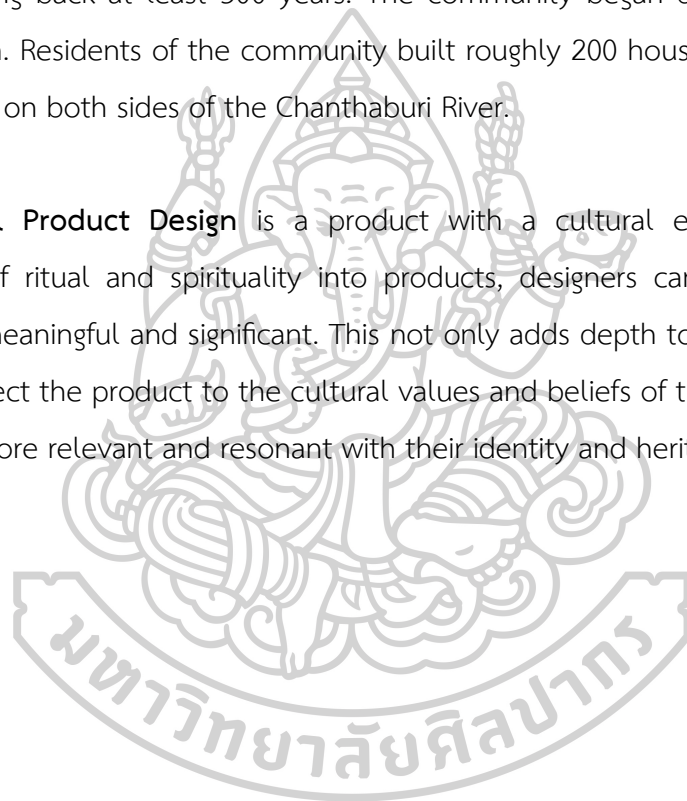 back at least 300 years. The community began
Residents of the community built roughly 200
on both sides of the Chanthaburi River.
Product Design is a product with a cultural
ritual and spirituality into products, designers
meaningful and significant. This not only adds depth to
the product to the cultural values and beliefs of
relevant and resonant with their identity and
มหาวิทยาลัยศิลปากร